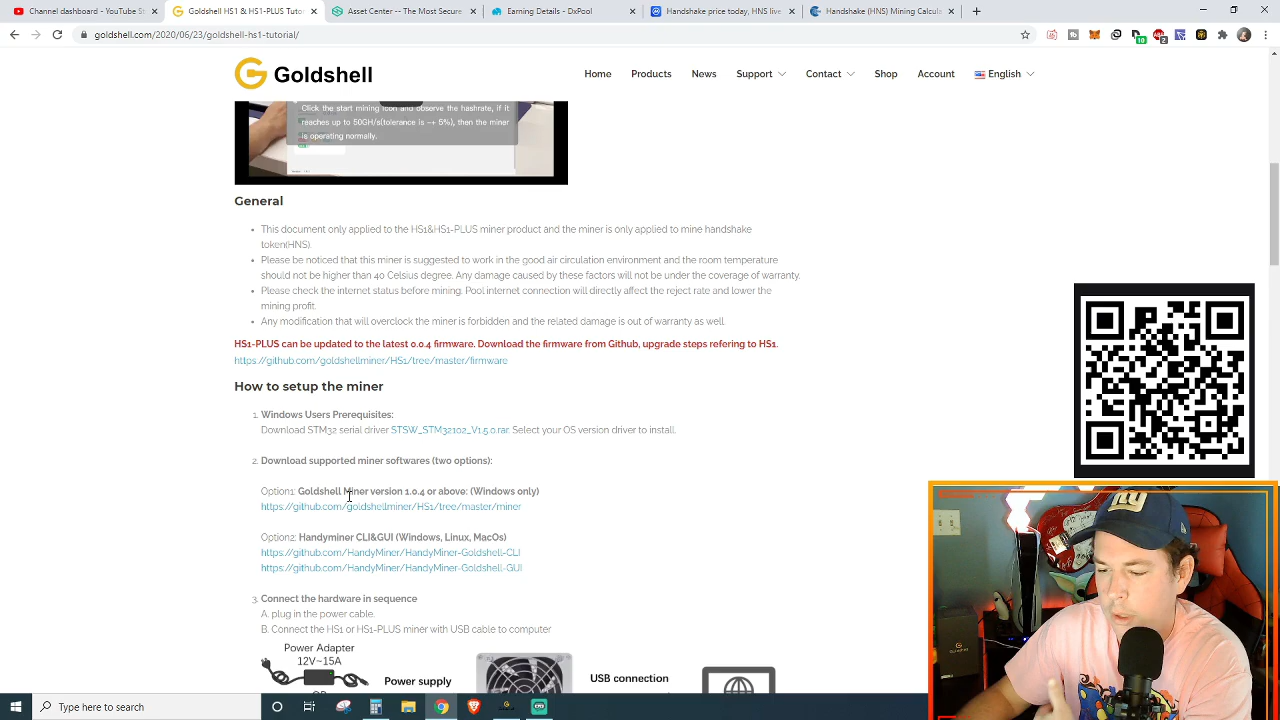 Dashboard - YouTube St
Goldshell HS1 & HS1-PLUS Tuto
Asset Center -- The Most Secure
Earning Details - DxPool
Handshake price today, HNS live
Handshake (HNS) Mining Calcula
goldshell.com/2020/06/23/goldshell-hs1-tutorial/
10
2
Goldshell
Home
Products
News
Support
Contact
Shop
Account
English
Click the start mining icon and observe the hashrate, if it
reaches up to 50GH/s(tolerance is -+ 5%), then the miner
is operating normally.
General
This document only applied to the HS1&HS1-PLUS miner product and the miner is only applied to mine handshake
token(HNS).
Please be noticed that this miner is suggested to work in the good air circulation environment and the room temperature
should not be higher than 40 Celsius degree. Any damage caused by these factors will not be under the coverage of warranty.
Please check the internet status before mining. Pool internet connection will directly affect the reject rate and lower the
mining profit.
Any modification that will overclock the miner is forbidden and the related damage is out of warranty as well.
HS1-PLUS can be updated to the latest 0.0.4 firmware. Download the firmware from Github, upgrade steps refering to HS1.
https://github.com/goldshellminer/HS1/tree/master/firmware
How to setup the miner
1. Windows Users Prerequisites:
Download STM32 serial driver STSW_STM32102_V1.5.0.rar. Select your OS version driver to install.
2. Download supported miner softwares (two options):
Option1: Goldshell Miner version 1.0.4 or above: (Windows only)
https://github.com/goldshellminer/HS1/tree/master/miner
Option2: Handyminer CLI&GUI (Windows, Linux, MacOs)
https://github.com/HandyMiner/HandyMiner-Goldshell-CLI
https://github.com/HandyMiner/HandyMiner-Goldshell-GUI
3. Connect the hardware in sequence
A. plug in the power cable.
B. Connect the HS1 or HS1-PLUS miner with USB cable to computer
Power Adapter
12V~15A
Power supply
USB connection
Type here to search